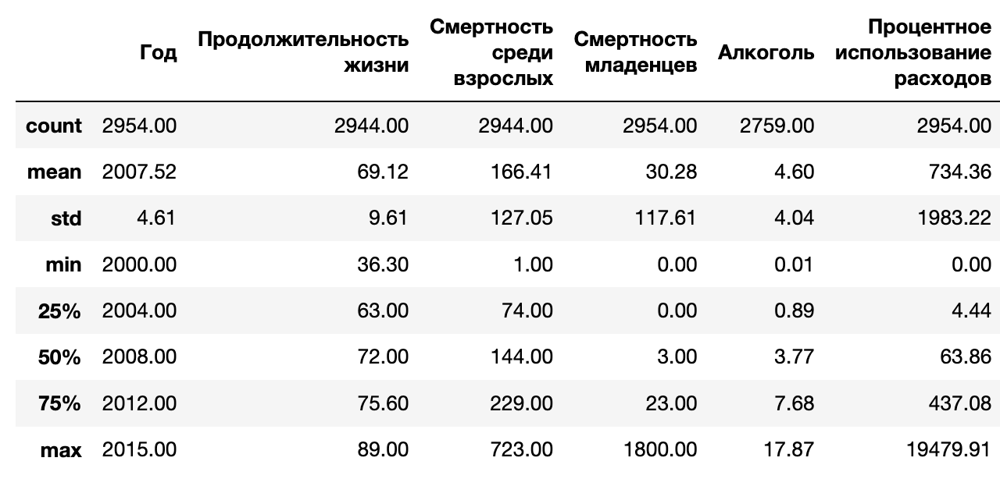 Год Продолжительность жизни Смертность среди взрослых Смертность младенцев Алкоголь Процентное использование расходов
count 2954.00 2944.00 2944.00 2954.00 2759.00 2954.00
mean 2007.52 69.12 166.41 30.28 4.60 734.36
std 4.61 9.61 127.05 117.61 4.04 1983.22
min 2000.00 36.30 1.00 0.00 0.01 0.00
25% 2004.00 63.00 74.00 0.00 0.89 4.44
50% 2008.00 72.00 144.00 3.00 3.77 63.86
75% 2012.00 75.60 229.00 23.00 7.68 437.08
max 2015.00 89.00 723.00 1800.00 17.87 19479.91